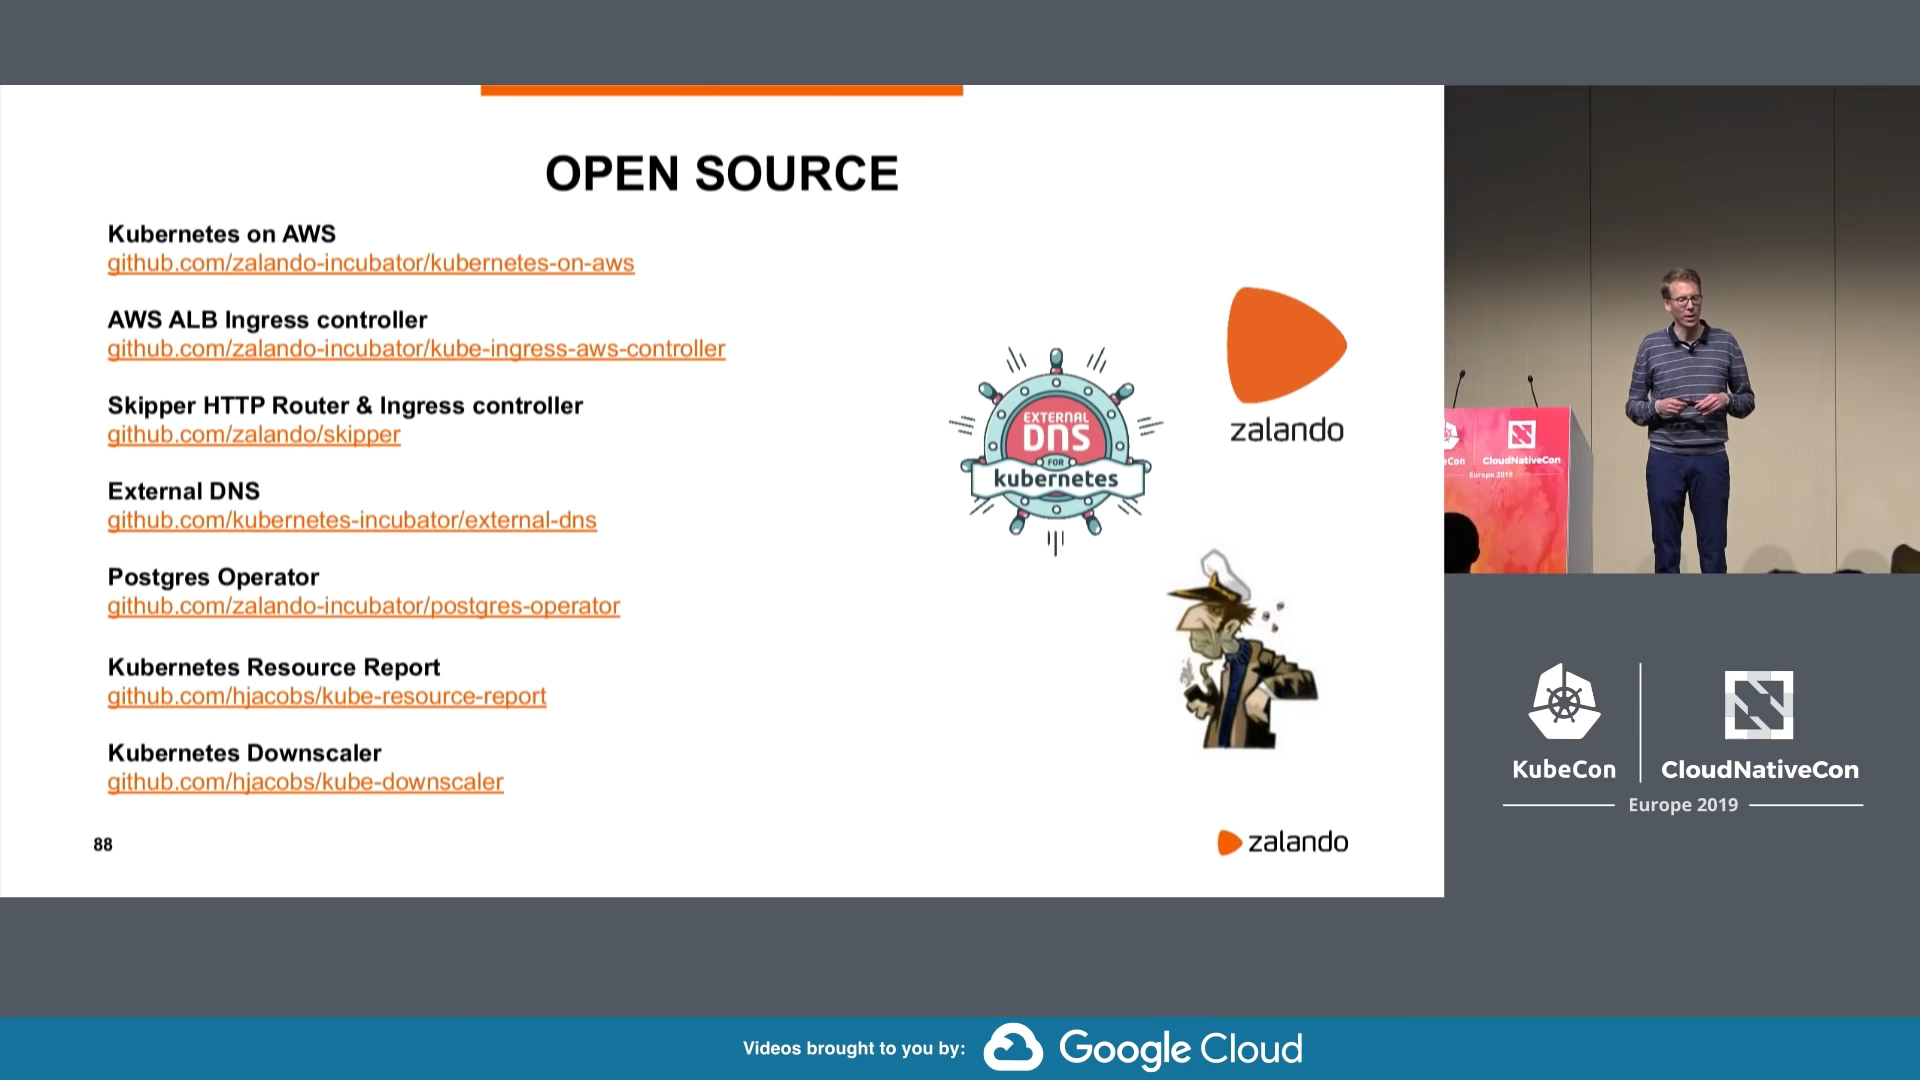 OPEN SOURCE
Kubernetes on AWS
github.com/zalando-incubator/kubernetes-on-aws
AWS ALB Ingress controller
github.com/zalando-incubator/kube-ingress-aws-controller
Skipper HTTP Router & Ingress controller
github.com/zalando/skipper
External DNS
github.com/kubernetes-incubator/external-dns
Postgres Operator
github.com/zalando-incubator/postgres-operator
Kubernetes Resource Report
github.com/hjacobs/kube-resource-report
Kubernetes Downscaler
github.com/hjacobs/kube-downscaler
88
EXTERNAL
DNS
FOR
kubernetes
zalando
zalando
eCon
CloudNativeCon
Europe 2019
KubeCon
CloudNativeCon
Europe 2019
Videos brought to you by:
Google Cloud